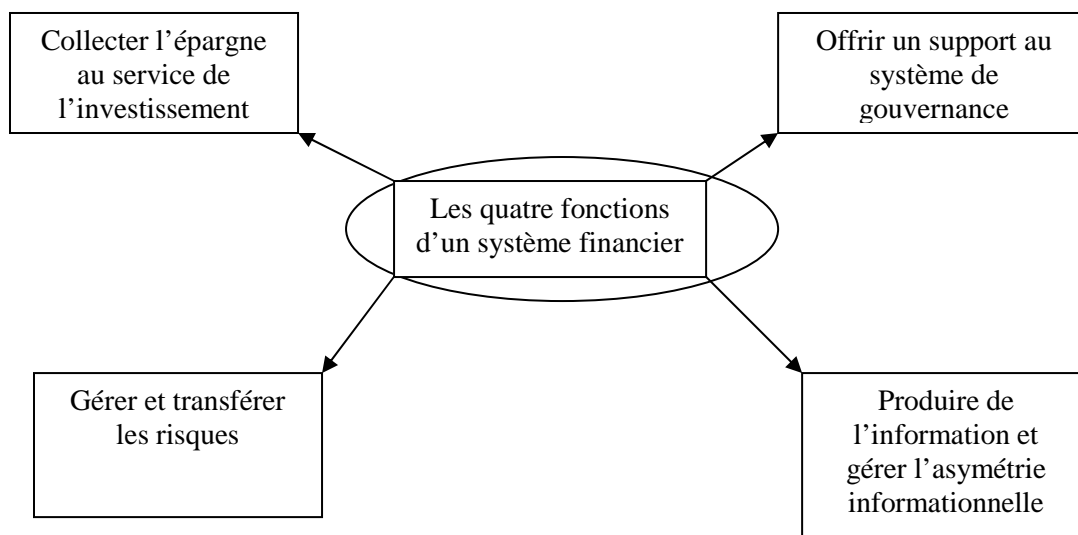 Collecter l’épargne
au service de
l’investissement
Offrir un support au
système de
gouvernance
Les quatre fonctions
d’un système financier
Gérer et transférer
les risques
Produire de
l’information et
gérer l’asymétrie
informationnelle